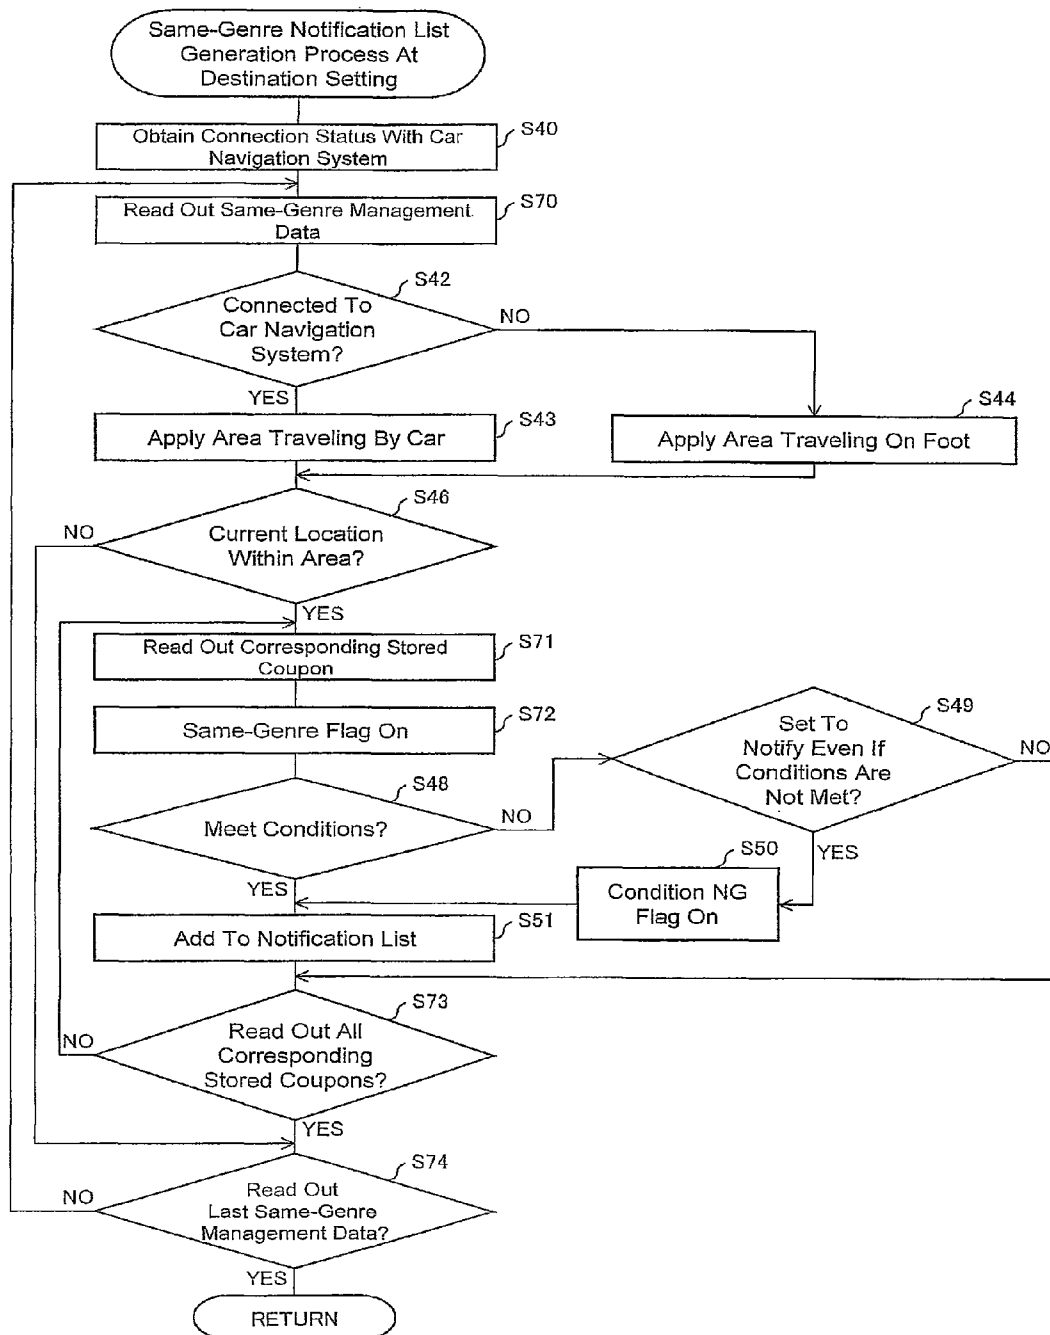 Same-Genre Notification List
Generation Process At
Destination Setting
S40
Obtain Connection Status With Car
Navigation System
S70
Read Out Same-Genre Management
Data
S42
Connected To
Car Navigation
System?
NO
YES
S43
Apply Area Traveling By Car
S44
Apply Area Traveling On Foot
S46
NO
Current Location
Within Area?
YES
S71
Read Out Corresponding Stored
Coupon
S72
Same-Genre Flag On
S49
Set To
Notify Even If
Conditions Are
Not Met?
NO
YES
S48
Meet Conditions?
NO
YES
S50
Condition NG
Flag On
S51
Add To Notification List
S73
NO
Read Out All
Corresponding
Stored Coupons?
YES
S74
NO
Read Out
Last Same-Genre
Management Data?
YES
RETURN